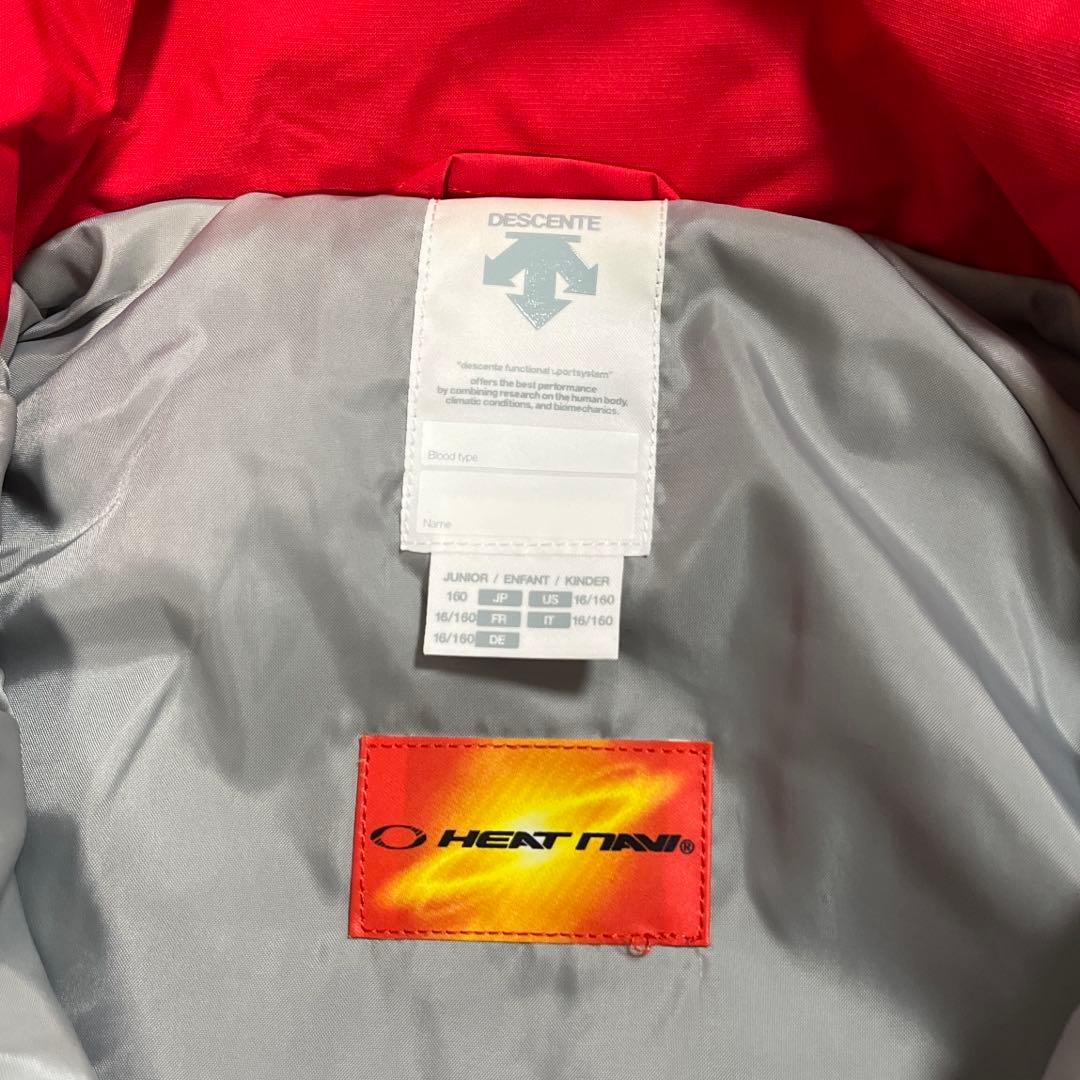 DESCENTE
"descente functional sportsystem"
offers the best performance
by combining research on the human body,
climatic conditions, and biomechanics.
Blood type
Name
JUNIOR / ENFANT / KINDER
160 JP US 16/160
16/160 FR IT 16/160
16/160 DE
HEAT NAVI®